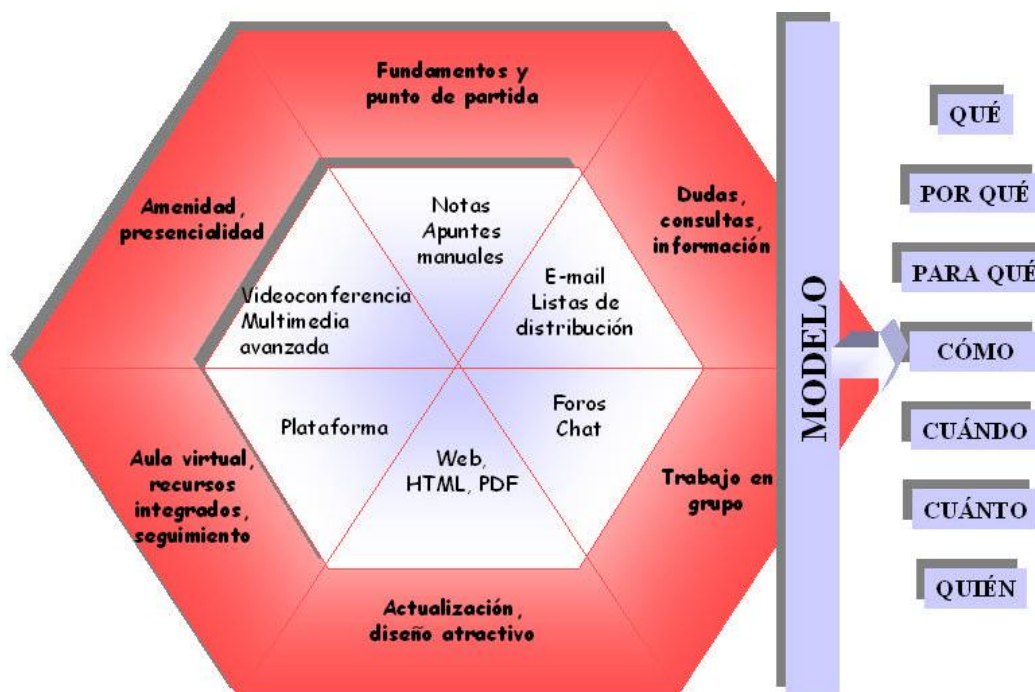 Fundamentos y
punto de partida
Amenidad,
presencialidad
Dudas,
consultas,
información
Notas
Apuntes
manuales
Videoconferencia
Multimedia
avanzada
E-mail
Listas de
distribución
Plataforma
Foros
Chat
Web,
HTML, PDF
Aula virtual,
recursos
integrados,
seguimiento
Trabajo en
grupo
Actualización,
diseño atractivo
MODELO
QUÉ
POR QUÉ
PARA QUÉ
CÓMO
CUÁNDO
CUÁNTO
QUIÉN